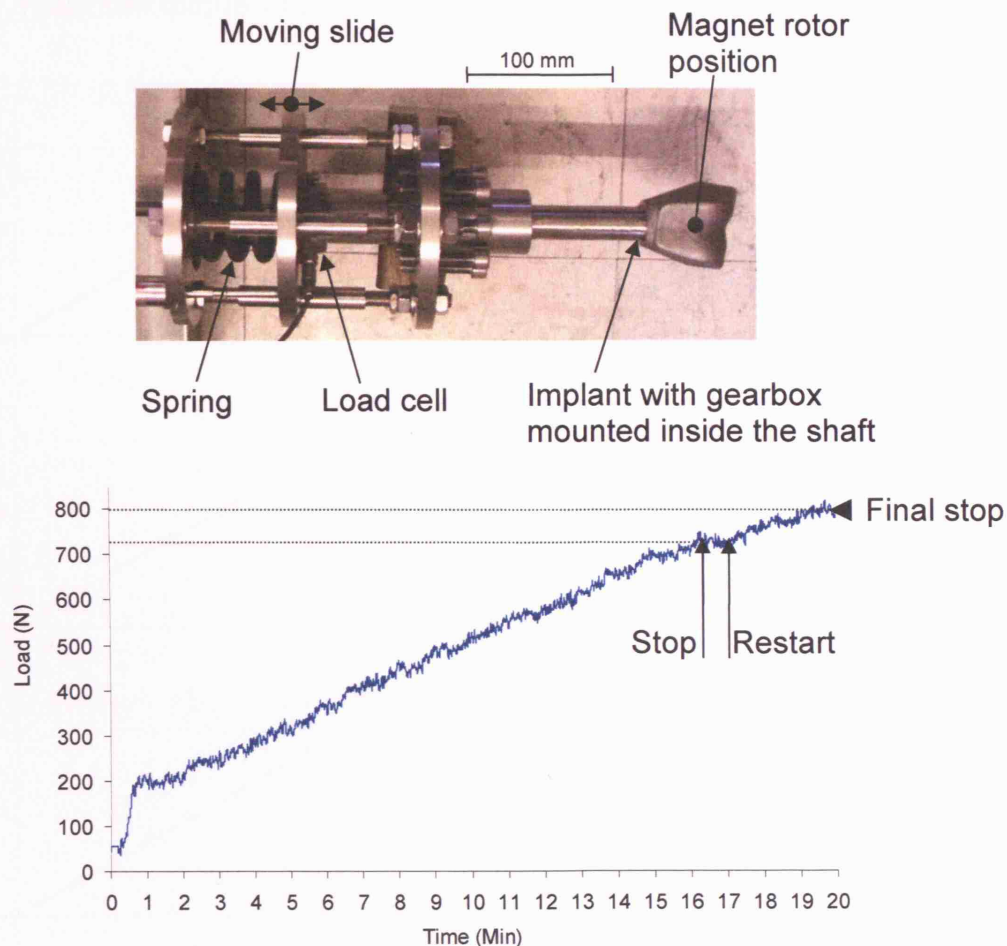 Moving slide
100 mm
Magnet rotor
position
Spring
Load cell
Implant with gearbox
mounted inside the shaft
800
700
600
500
400
300
200
100
0
Load (N)
Final stop
Stop
Restart
0 1 2 3 4 5 6 7 8 9 10 11 12 13 14 15 16 17 18 19 20
Time (Min)